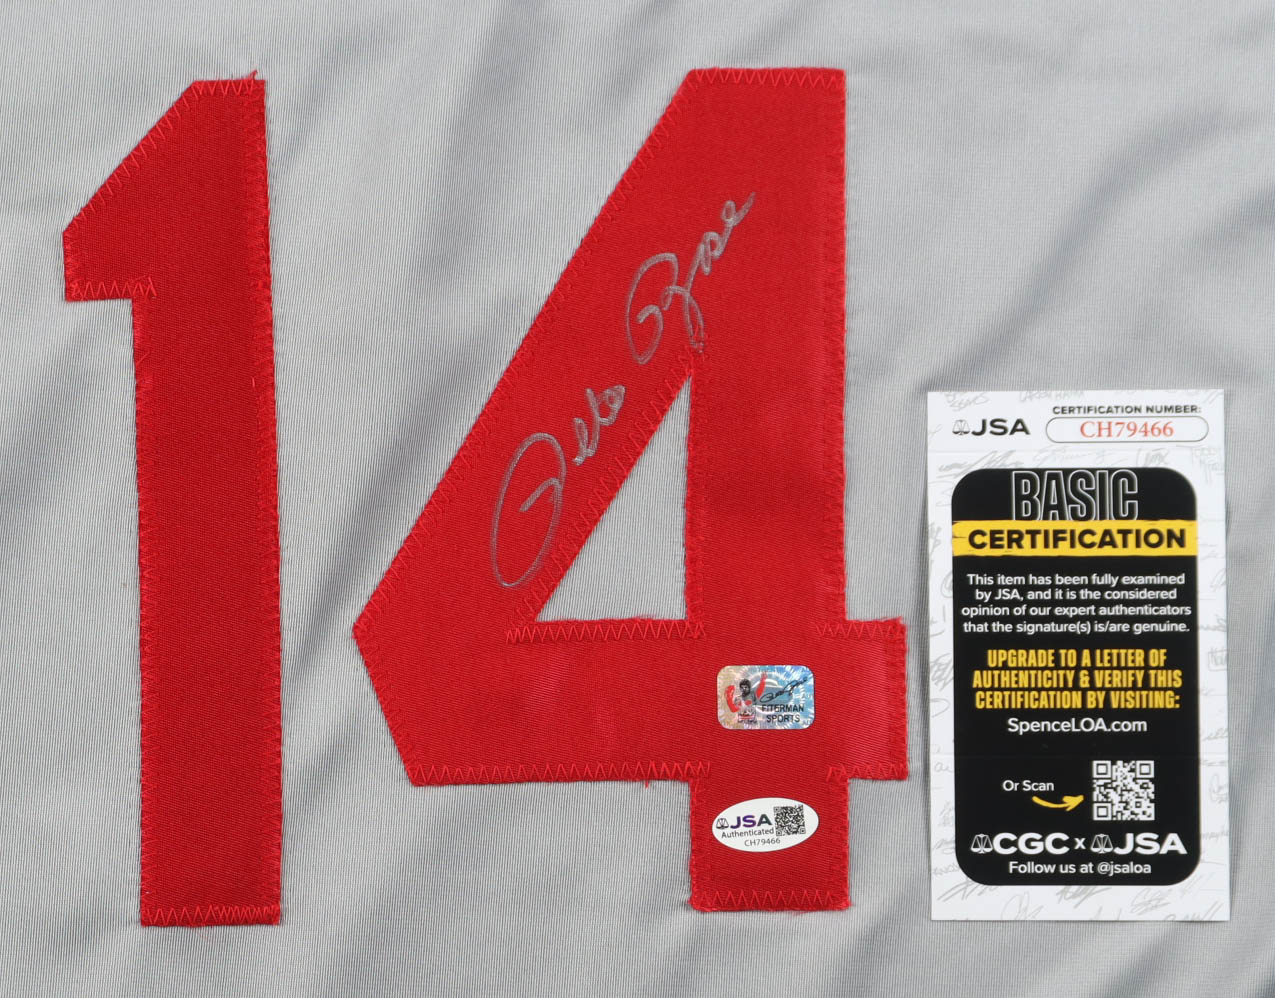 14
Pete Rose
FITERMAN
SPORTS
JSA
Authenticated
CH79466
JSA
CERTIFICATION NUMBER:
CH79466
BASIC
CERTIFICATION
This item has been fully examined
by JSA, and it is the considered
opinion of our expert authenticators
that the signature(s) is/are genuine.
UPGRADE TO A LETTER OF
AUTHENTICITY & VERIFY THIS
CERTIFICATION BY VISITING:
SpenceLOA.com
Or Scan
CGC x JSA
Follow us at @jsaloa